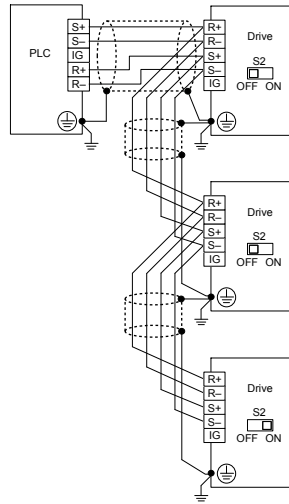 PLC
S+
S–
IG
R+
R–
R+
R–
S+
S–
IG
Drive
S2
OFF ON
R+
R–
S+
S–
IG
Drive
S2
OFF ON
R+
R–
S+
S–
IG
Drive
S2
OFF ON